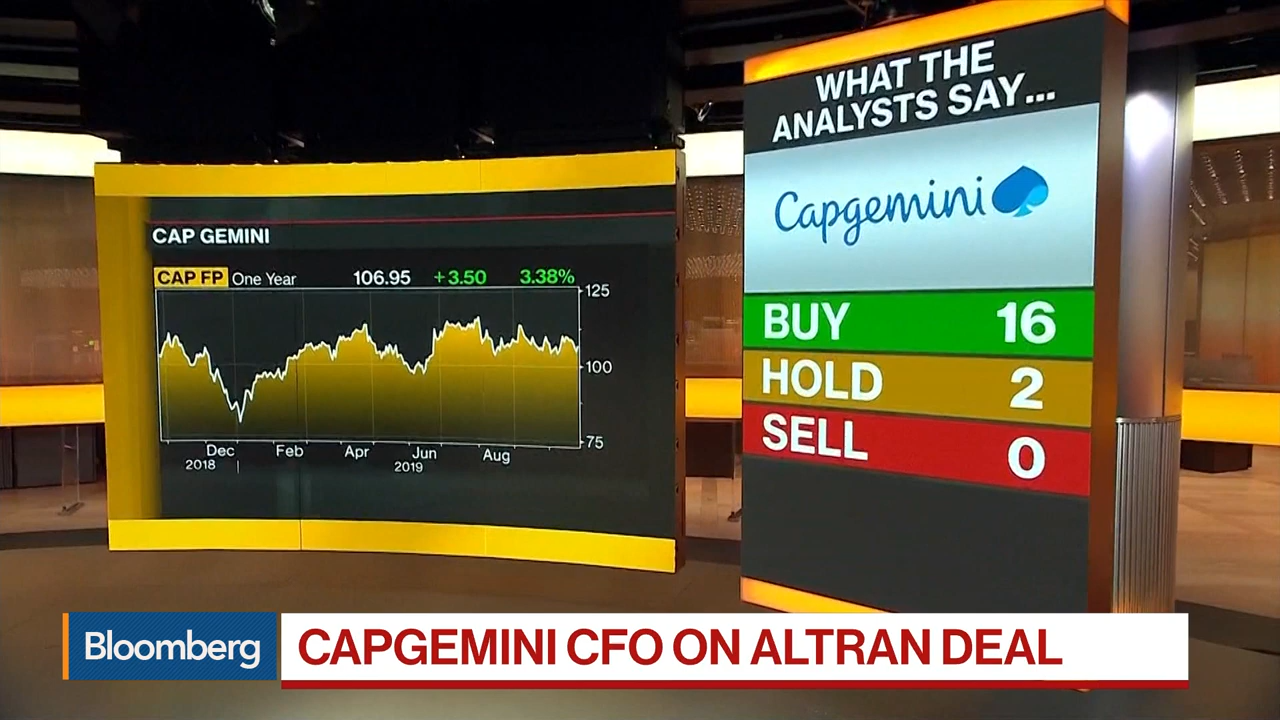 CAP GEMINI
CAP FP One Year 106.95 +3.50 3.38%
125
100
75
Dec Feb Apr Jun Aug
2018 2019
WHAT THE
ANALYSTS SAY...
Capgemini
BUY 16
HOLD 2
SELL 0
Bloomberg
CAPGEMINI CFO ON ALTRAN DEAL